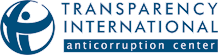 TRANSPARENCY
INTERNATIONAL
anticorruption center